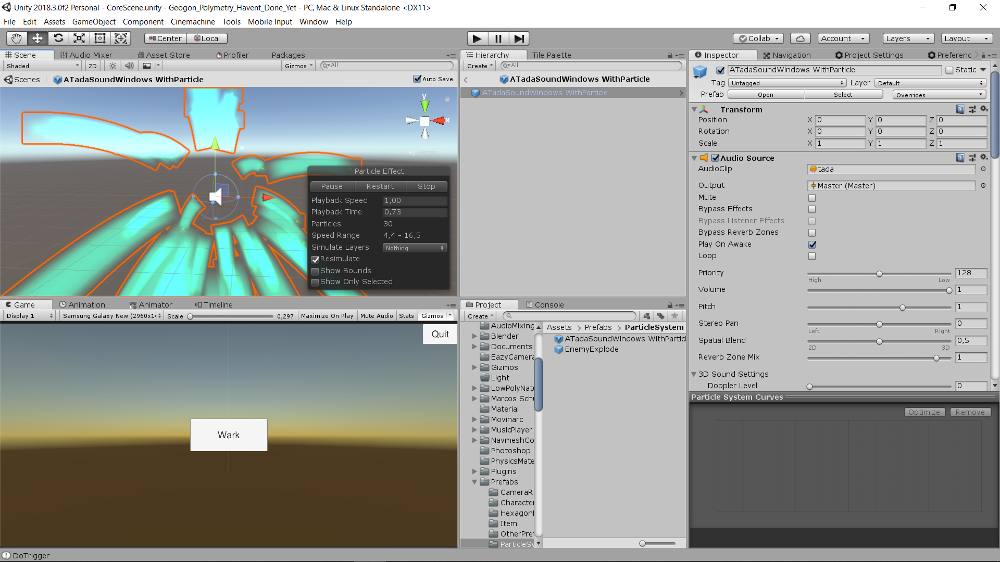 Unity 2018.3.0f2 Personal - CoreScene.unity - Geogon_Polymetry_Havent_Done_Yet - PC, Mac & Linux Standalone <DX11>
File Edit Assets GameObject Component Cinemachine Tools Mobile Input Window Help
Center Local Collab Account Layers Layout
Scene Audio Mixer Asset Store Profiler Packages
Shaded 2D Gizmos All
Scenes ATadaSoundWindows WithParticle Auto Save
y
x
Persp
Particle Effect
Pause Restart Stop
Playback Speed 1,00
Playback Time 0,73
Particles 30
Speed Range 4,4 - 16,5
Simulate Layers Nothing
Resimulate
Show Bounds
Show Only Selected
Hierarchy Tile Palette
Create All
ATadaSoundWindows WithParticle
ATadaSoundWindows WithParticle
Inspector Navigation Project Settings Preferenc
ATadaSoundWindows WithParticle Static
Tag Untagged Layer Default
Prefab Open Select Overrides
Transform
Position X 0 Y 0 Z 0
Rotation X 0 Y 0 Z 0
Scale X 1 Y 1 Z 1
Audio Source
AudioClip tada
Output Master (Master)
Mute
Bypass Effects
Bypass Listener Effects
Bypass Reverb Zones
Play On Awake
Loop
Priority 128
High Low
Volume 1
Pitch 1
Stereo Pan 0
Left Right
Spatial Blend 0,5
2D 3D
Reverb Zone Mix 1
3D Sound Settings
Doppler Level 0
Particle System Curves
Optimize Remove
Game Animation Animator Timeline
Display 1 Samsung Galaxy New (2960x14 Scale 0,297 Maximize On Play Mute Audio Stats Gizmos
Quit
Wark
Project Console
Create
AudioMixing
Blender
Documents
EazyCamera
Gizmos
Light
LowPolyNatu
Marcos Schu
Material
Movinarc
MusicPlayer
NavmeshCo
Photoshop
PhysicsMate
Plugins
Prefabs
CameraR
Character
Hexagon
Item
OtherPref
ParticleSy
Assets Prefabs ParticleSystem
ATadaSoundWindows WithParticl
EnemyExplode
DoTrigger